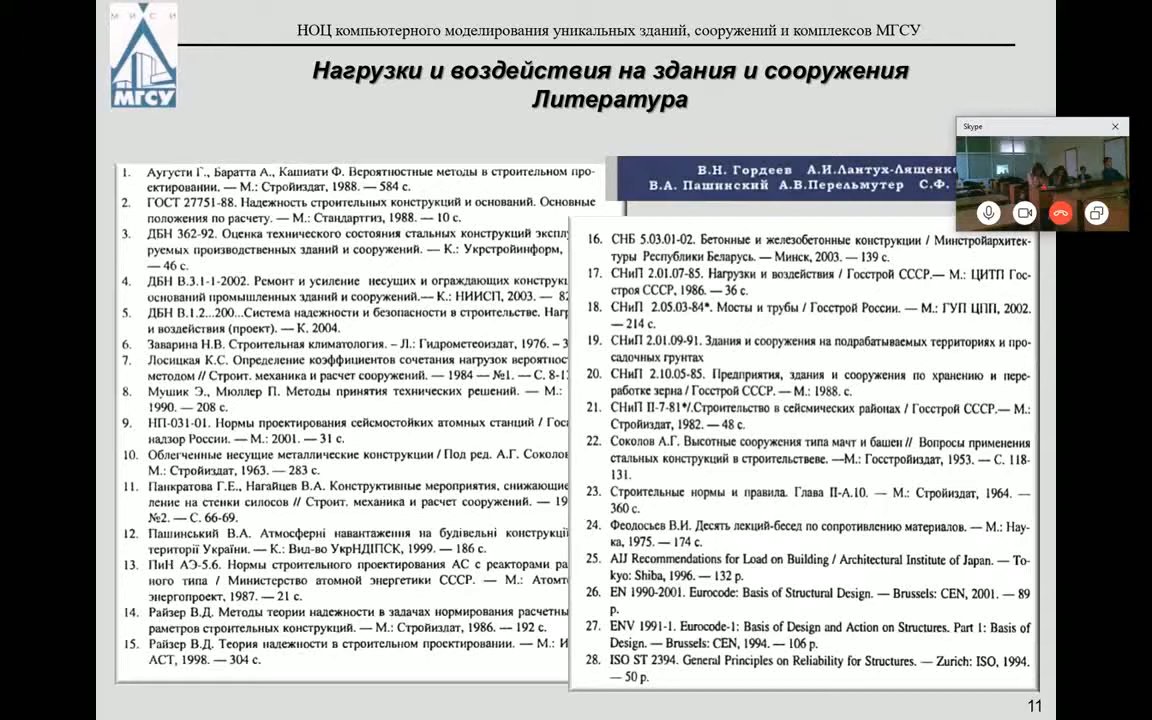 М И С И
МГСУ
НОЦ компьютерного моделирования уникальных зданий, сооружений и комплексов МГСУ
Нагрузки и воздействия на здания и сооружения
Литература
Skype
В.Н. Гордеев А.И.Лантух-Лященко
В.А. Пашинский А.В.Перельмутер С.Ф.
1. Аугусти Г., Баратта А., Кашиати Ф. Вероятностные методы в строительном про-
ектировании. — М.: Стройиздат, 1988. — 584 с.
2. ГОСТ 27751-88. Надежность строительных конструкций и оснований. Основные
положения по расчету. — М.: Стандартгиз, 1988. — 10 с.
3. ДБН 362-92. Оценка технического состояния стальных конструкций эксплу
руемых производственных зданий и сооружений. — К.: Укрстройинформ,
— 46 с.
4. ДБН В.3.1-1-2002. Ремонт и усиление несущих и ограждающих конструкц
оснований промышленных зданий и сооружений.— К.: НИИСП, 2003. — 82
5. ДБН В.1.2...200...Система надежности и безопасности в строительстве. Нагр
и воздействия (проект). — К. 2004.
6. Заварина Н.В. Строительная климатология. – Л.: Гидрометеоиздат, 1976. – 3
7. Лосицкая К.С. Определение коэффициентов сочетания нагрузок вероятнос
методом // Строит. механика и расчет сооружений. — 1984 — №1. — С. 8-1
8. Мушик Э., Мюллер П. Методы принятия технических решений. — М.:
1990. — 208 с.
9. НП-031-01. Нормы проектирования сейсмостойких атомных станций / Гос
надзор России. — М.: 2001. — 31 с.
10. Облегченные несущие металлические конструкции / Под ред. А.Г. Соколов
М.: Стройиздат, 1963. — 283 с.
11. Панкратова Г.Е., Нагайцев В.А. Конструктивные мероприятия, снижающие
ление на стенки силосов // Строит. механика и расчет сооружений. — 19
№2. — С. 66-69.
12. Пашинський В.А. Атмосферні навантаження на будівельні конструкції
території України. — К.: Вид-во УкрНДІПСК, 1999. — 186 с.
13. ПиН АЭ-5.6. Нормы строительного проектирования АС с реакторами ра
ного типа / Министерство атомной энергетики СССР. — М.: Атомт
энергопроект, 1987. — 21 с.
14. Райзер В.Д. Методы теории надежности в задачах нормирования расчетны
раметров строительных конструкций. — М.: Стройиздат, 1986. — 192 с.
15. Райзер В.Д. Теория надежности в строительном проектировании. — М.: И
АСТ, 1998. — 304 с.
16. СНБ 5.03.01-02. Бетонные и железобетонные конструкции / Минстройархитек-
туры Республики Беларусь. — Минск, 2003. — 139 с.
17. СНиП 2.01.07-85. Нагрузки и воздействия / Госстрой СССР.— М.: ЦИТП Гос-
строя СССР, 1986. — 36 с.
18. СНиП 2.05.03-84*. Мосты и трубы / Госстрой России. — М.: ГУП ЦПП, 2002.
— 214 с.
19. СНиП 2.01.09-91. Здания и сооружения на подрабатываемых территориях и про-
садочных грунтах
20. СНиП 2.10.05-85. Предприятия, здания и сооружения по хранению и пере-
работке зерна / Госстрой СССР. — М.: 1988. с.
21. СНиП II-7-81*/.Строительство в сейсмических районах / Госстрой СССР.— М.:
Стройиздат, 1982. — 48 с.
22. Соколов А.Г. Высотные сооружения типа мачт и башен // Вопросы применения
стальных конструкций в строительствеве. —М.: Госстройиздат, 1953. — С. 118-
131.
23. Строительные нормы и правила. Глава II-А.10. — М.: Стройиздат, 1964. —
360 с.
24. Феодосьев В.И. Десять лекций-бесед по сопротивлению материалов. — М.: Нау-
ка, 1975. — 174 с.
25. AIJ Recommendations for Load on Building / Architectural Institute of Japan. — To-
kyo: Shiba, 1996. — 132 p.
26. EN 1990-2001. Eurocode: Basis of Structural Design. — Brussels: CEN, 2001. — 89
p.
27. ENV 1991-1. Eurocode-1: Basis of Design and Action on Structures. Part 1: Basis of
Design. — Brussels: CEN, 1994. — 106 p.
28. ISO ST 2394. General Principles on Reliability for Structures. — Zurich: ISO, 1994.
— 50 p.
11